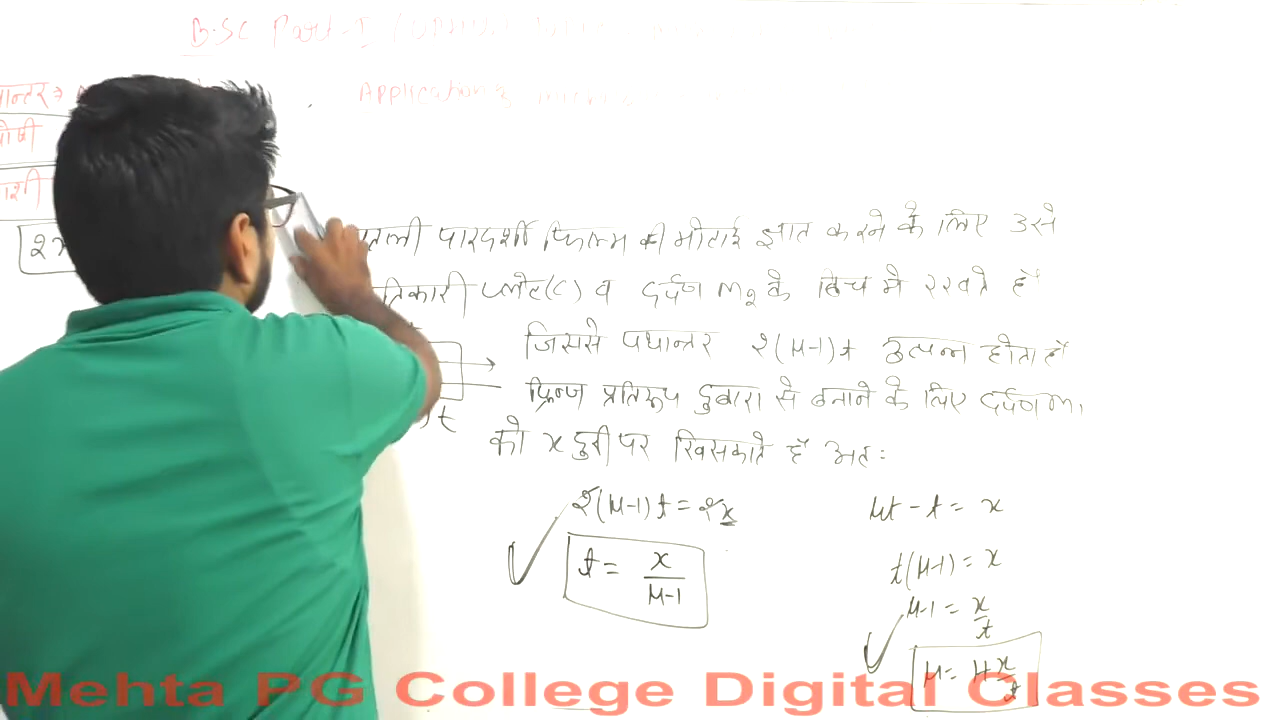 B.SC Part-I
Application
पतली पारदर्शी फिल्म की मोटाई ज्ञात करने के लिए उसे
प्लेट(C) व दर्पण M₂ के बिच मे रखते हैं
जिससे पथान्तर 2(μ-1)t उत्पन्न होता हैं
फ्रिन्ज प्रतिरूप दुबारा से बनाने के लिए दर्पण M₁
t
को x दुरी पर खिसकाते हैं अतः
2(μ-1)t = 2x
μt - t = x
t = x/μ-1
t(μ-1) = x
μ-1 = x/t
μ = 1+x/t
Mehta PG College Digital Classes